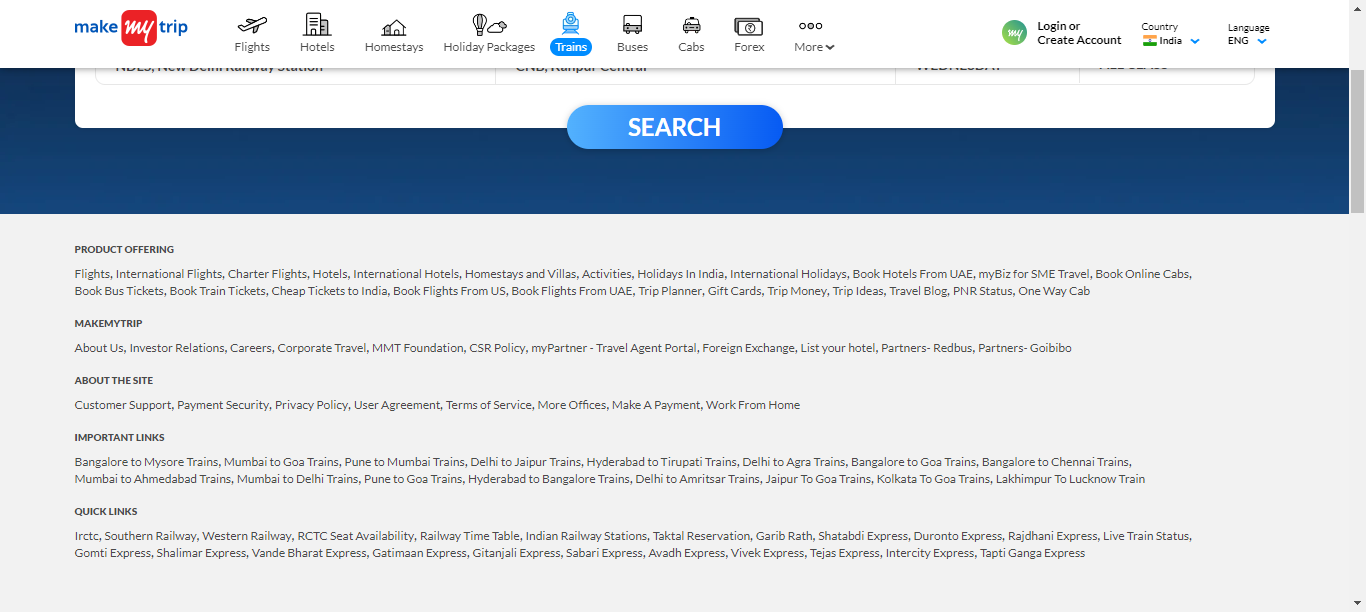 make my trip
Flights
Hotels
Homestays
Holiday Packages
Trains
Buses
Cabs
Forex
More
my
Login or
Create Account
Country
India
Language
ENG
NDLS, New Delhi Railway Station
CNB, Kanpur Central
WEDNESDAY
ALL CLASS
SEARCH
PRODUCT OFFERING
Flights, International Flights, Charter Flights, Hotels, International Hotels, Homestays and Villas, Activities, Holidays In India, International Holidays, Book Hotels From UAE, myBiz for SME Travel, Book Online Cabs,
Book Bus Tickets, Book Train Tickets, Cheap Tickets to India, Book Flights From US, Book Flights From UAE, Trip Planner, Gift Cards, Trip Money, Trip Ideas, Travel Blog, PNR Status, One Way Cab
MAKEMYTRIP
About Us, Investor Relations, Careers, Corporate Travel, MMT Foundation, CSR Policy, myPartner - Travel Agent Portal, Foreign Exchange, List your hotel, Partners- Redbus, Partners- Goibibo
ABOUT THE SITE
Customer Support, Payment Security, Privacy Policy, User Agreement, Terms of Service, More Offices, Make A Payment, Work From Home
IMPORTANT LINKS
Bangalore to Mysore Trains, Mumbai to Goa Trains, Pune to Mumbai Trains, Delhi to Jaipur Trains, Hyderabad to Tirupati Trains, Delhi to Agra Trains, Bangalore to Goa Trains, Bangalore to Chennai Trains,
Mumbai to Ahmedabad Trains, Mumbai to Delhi Trains, Pune to Goa Trains, Hyderabad to Bangalore Trains, Delhi to Amritsar Trains, Jaipur To Goa Trains, Kolkata To Goa Trains, Lakhimpur To Lucknow Train
QUICK LINKS
Irctc, Southern Railway, Western Railway, RCTC Seat Availability, Railway Time Table, Indian Railway Stations, Taktal Reservation, Garib Rath, Shatabdi Express, Duronto Express, Rajdhani Express, Live Train Status,
Gomti Express, Shalimar Express, Vande Bharat Express, Gatimaan Express, Gitanjali Express, Sabari Express, Avadh Express, Vivek Express, Tejas Express, Intercity Express, Tapti Ganga Express